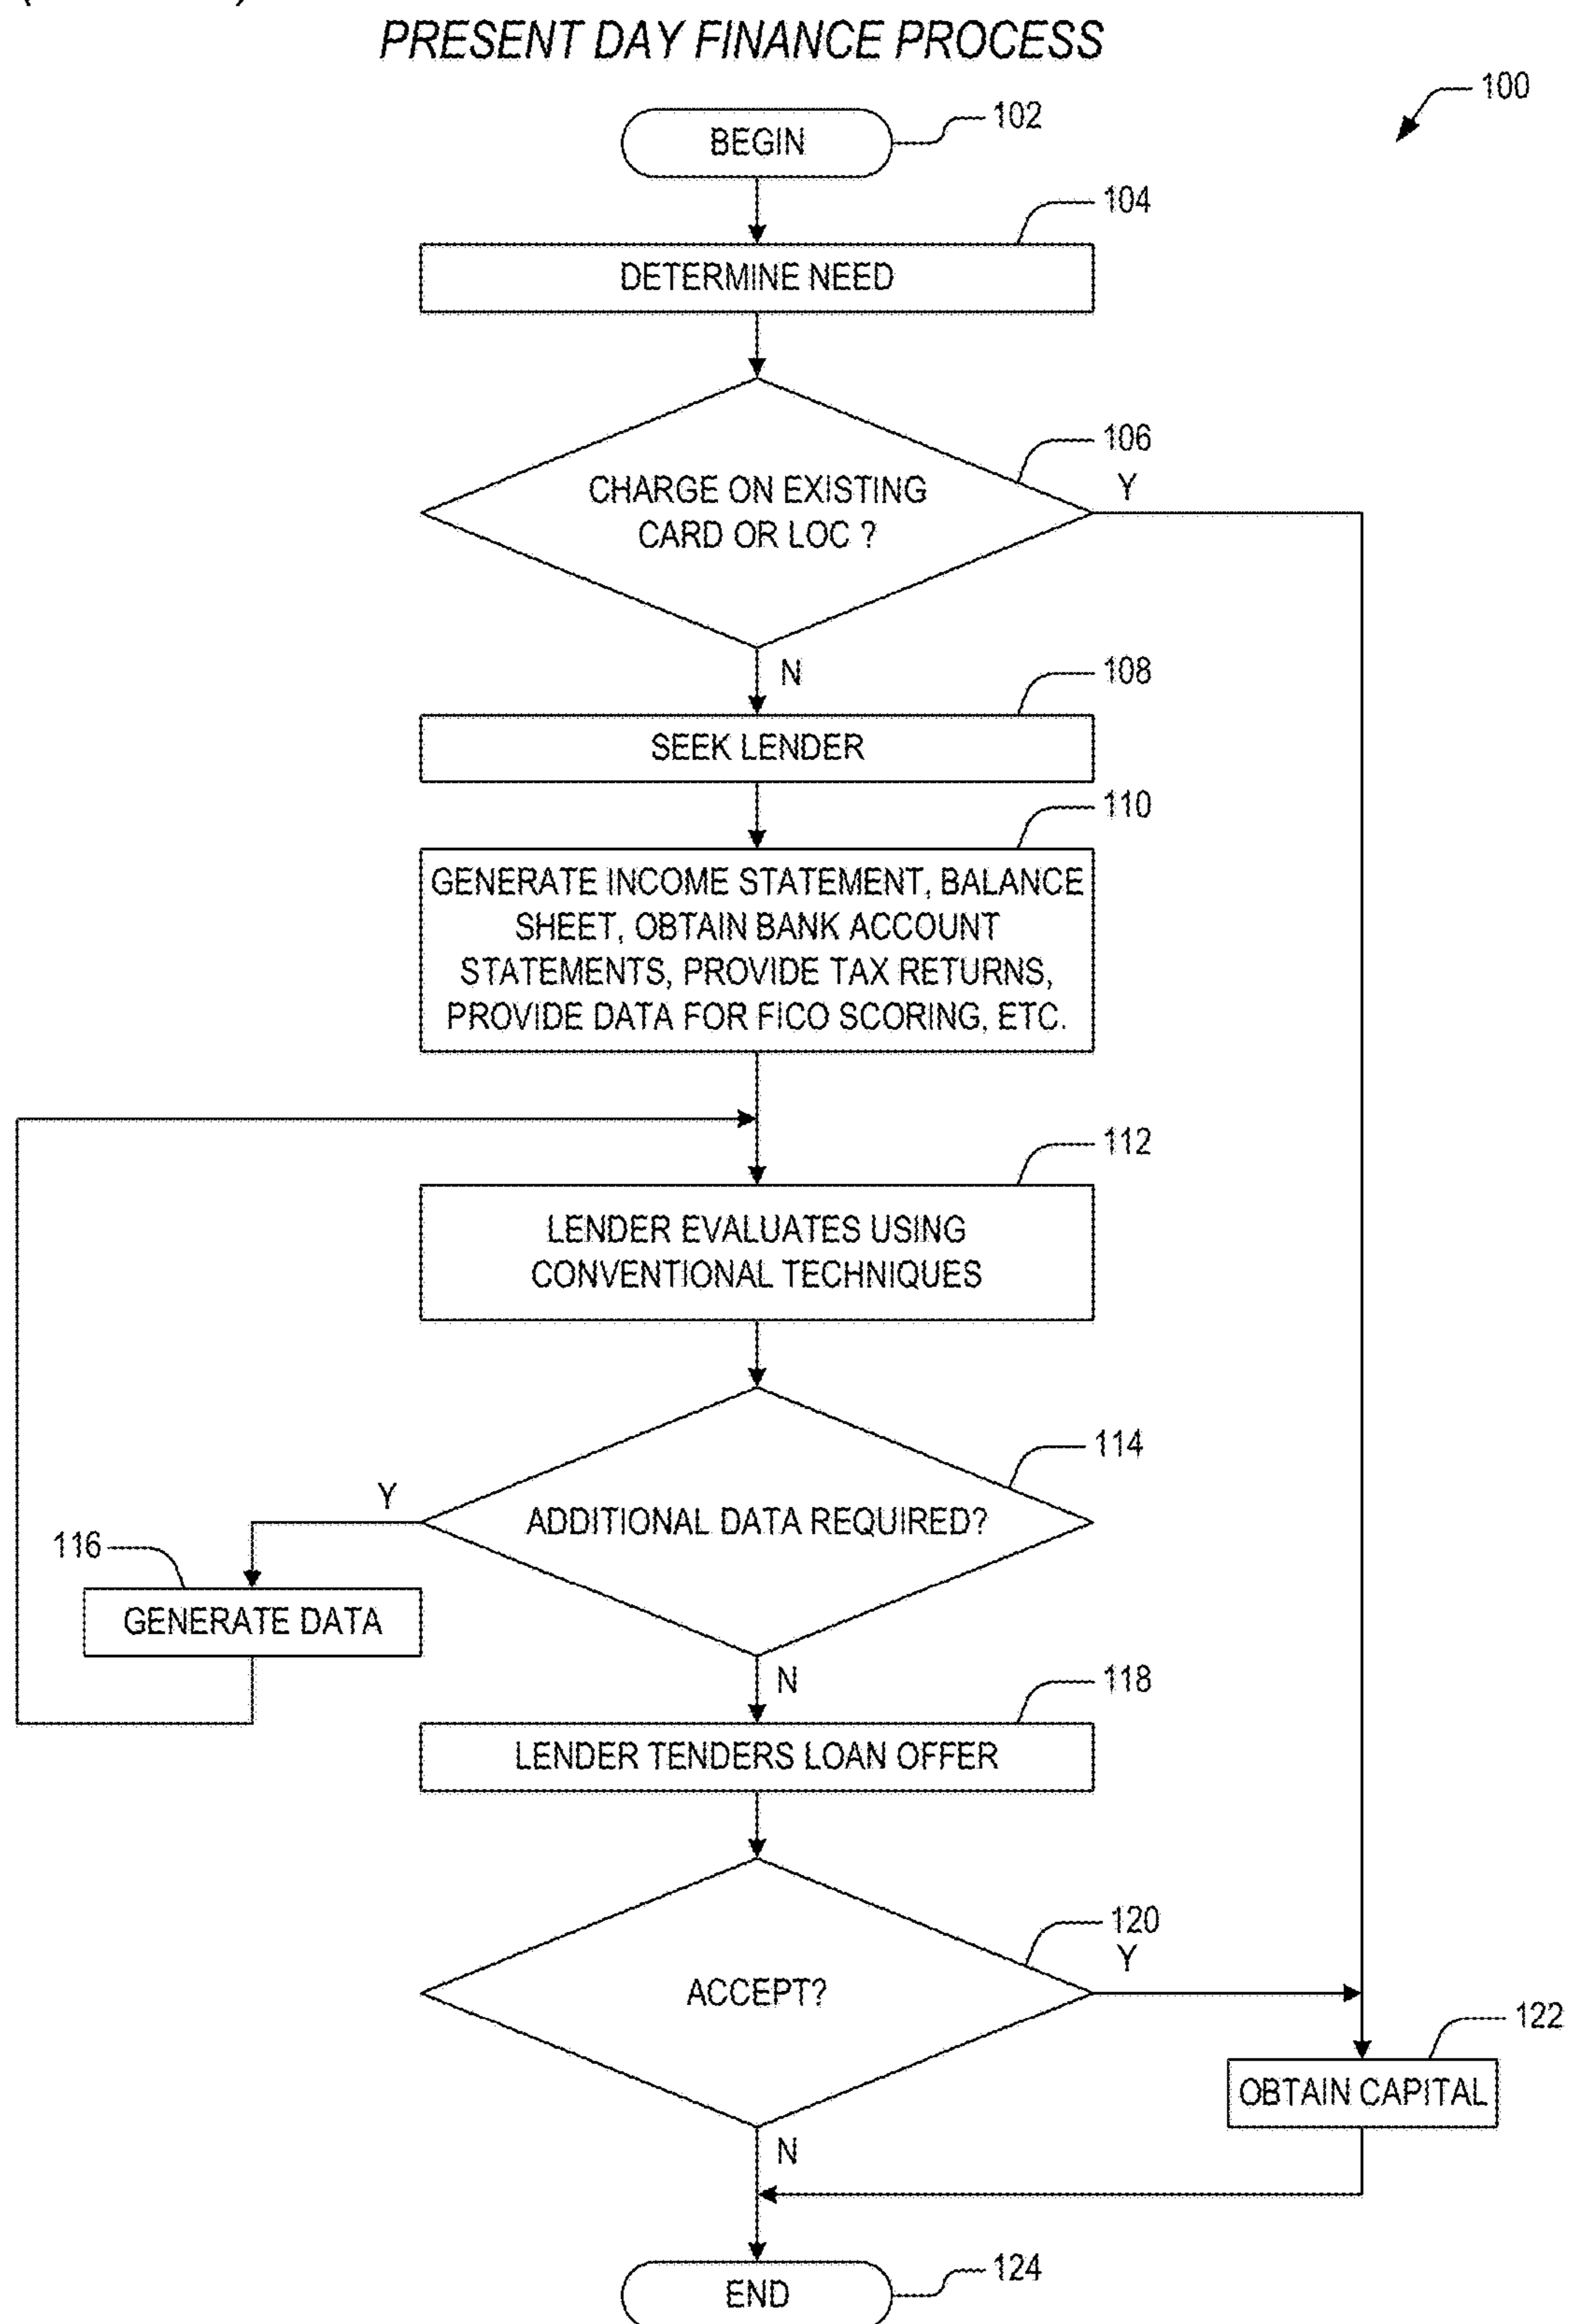 PRESENT DAY FINANCE PROCESS
100
BEGIN
102
104
DETERMINE NEED
106
CHARGE ON EXISTING
CARD OR LOC ?
Y
N
108
SEEK LENDER
110
GENERATE INCOME STATEMENT, BALANCE
SHEET, OBTAIN BANK ACCOUNT
STATEMENTS, PROVIDE TAX RETURNS,
PROVIDE DATA FOR FICO SCORING, ETC.
112
LENDER EVALUATES USING
CONVENTIONAL TECHNIQUES
114
Y
ADDITIONAL DATA REQUIRED?
116
GENERATE DATA
N
118
LENDER TENDERS LOAN OFFER
120
Y
ACCEPT?
122
OBTAIN CAPITAL
N
124
END